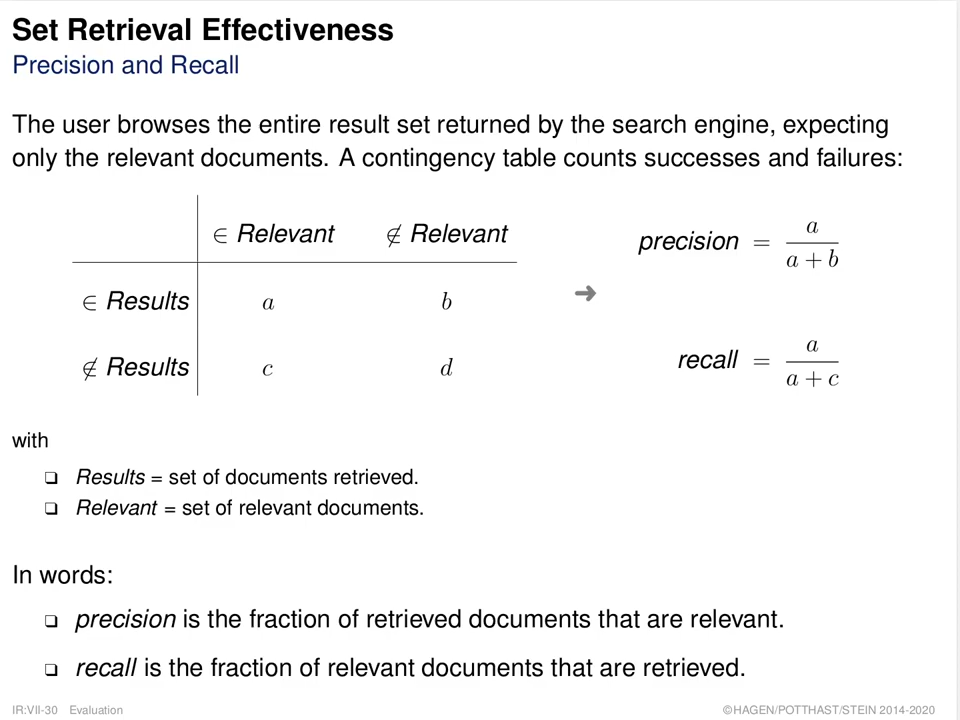 Set Retrieval Effectiveness
Precision and Recall
The user browses the entire result set returned by the search engine, expecting
only the relevant documents. A contingency table counts successes and failures:
∈ Relevant ∉ Relevant
∈ Results a b
∉ Results c d
➜
precision = a / (a + b)
recall = a / (a + c)
with
❑ Results = set of documents retrieved.
❑ Relevant = set of relevant documents.
In words:
❑ precision is the fraction of retrieved documents that are relevant.
❑ recall is the fraction of relevant documents that are retrieved.
IR:VII-30 Evaluation ©HAGEN/POTTHAST/STEIN 2014-2020